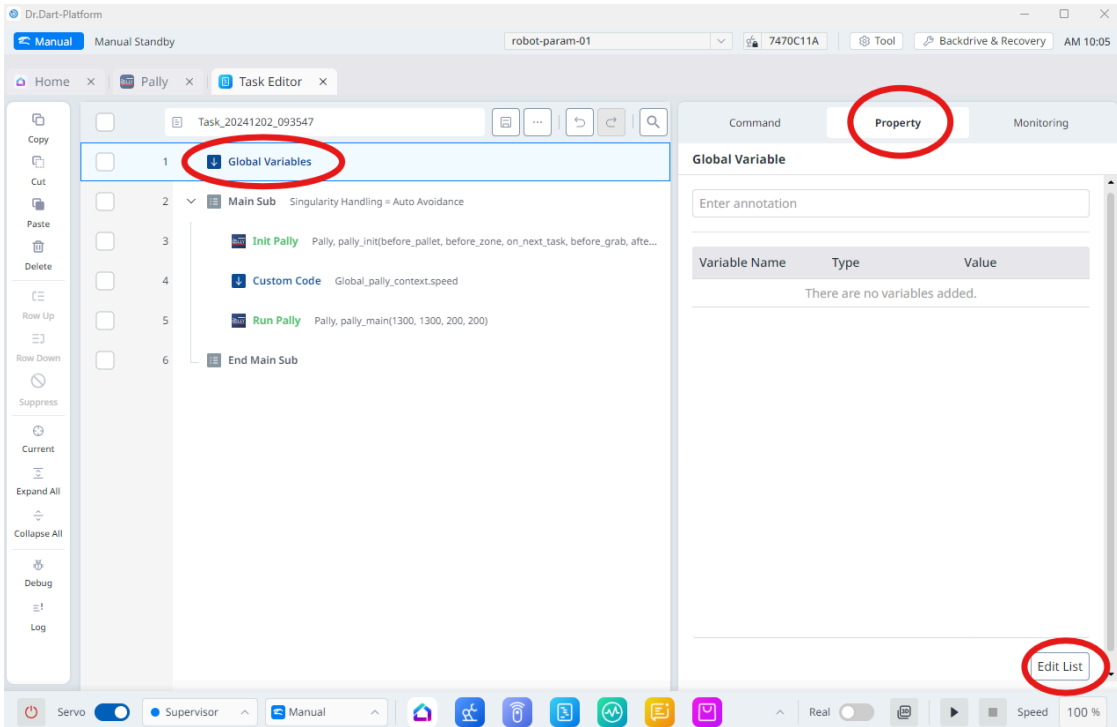 Dr.Dart-Platform
Manual Manual Standby robot-param-01 7470C11A Tool Backdrive & Recovery AM 10:05
Home Pally Task Editor
Copy
Cut
Paste
Delete
Row Up
Row Down
Suppress
Current
Expand All
Collapse All
Debug
Log
Task_20241202_093547
1 Global Variables
2 Main Sub Singularity Handling = Auto Avoidance
3 Init Pally Pally, pally_init(before_pallet, before_zone, on_next_task, before_grab, afte...
4 Custom Code Global_pally_context.speed
5 Run Pally Pally, pally_main(1300, 1300, 200, 200)
6 End Main Sub
Command Property Monitoring
Global Variable
Enter annotation
Variable Name Type Value
There are no variables added.
Edit List
Servo Supervisor Manual Real 3D Speed 100 %